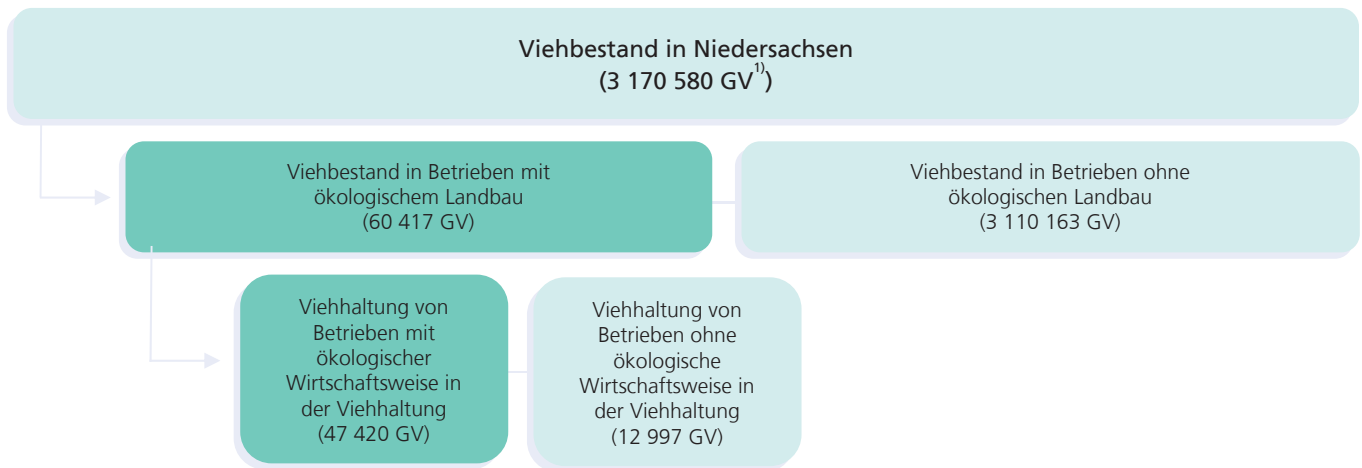 Viehbestand in Niedersachsen
(3 170 580 GV1))
Viehbestand in Betrieben mit
ökologischem Landbau
(60 417 GV)
Viehbestand in Betrieben ohne
ökologischen Landbau
(3 110 163 GV)
Viehhaltung von
Betrieben mit
ökologischer
Wirtschaftsweise in
der Viehhaltung
(47 420 GV)
Viehhaltung von
Betrieben ohne
ökologische
Wirtschaftsweise in
der Viehhaltung
(12 997 GV)